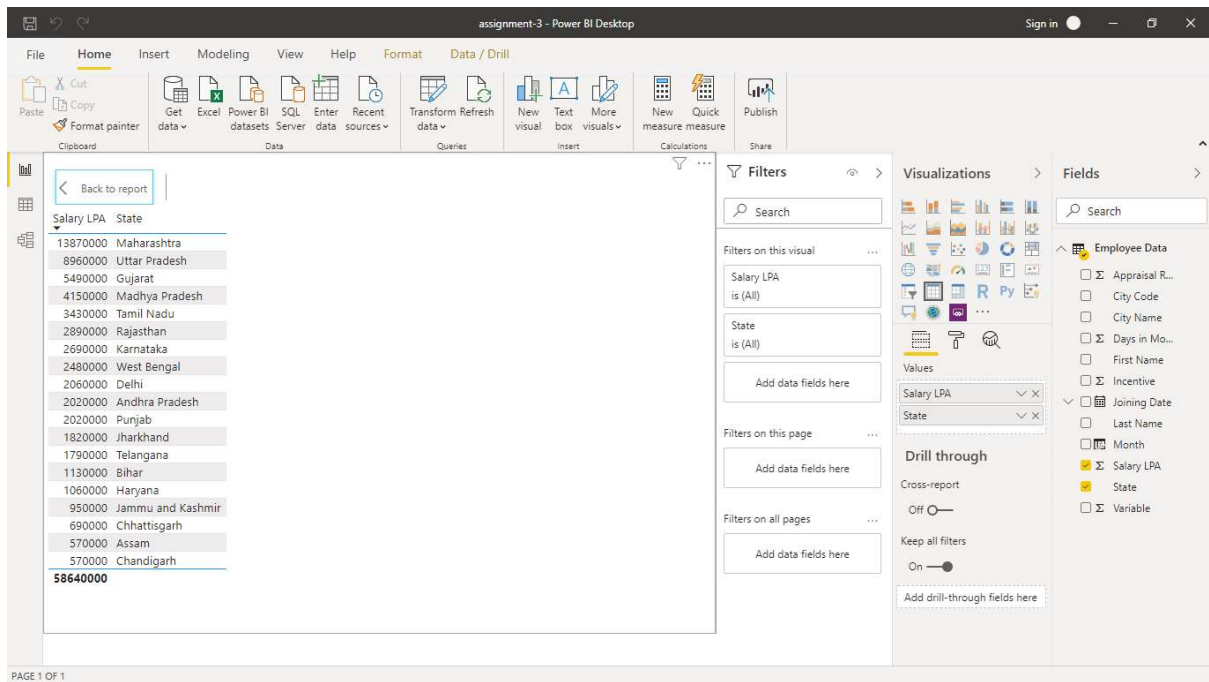 assignment-3 - Power BI Desktop
Sign in
File Home Insert Modeling View Help Format Data / Drill
Paste
Cut
Copy
Format painter
Clipboard
Get data
Excel
Power BI datasets
SQL Server
Enter data
Recent sources
Data
Transform data
Refresh
Queries
New visual
Text box
More visuals
Insert
New measure
Quick measure
Calculations
Publish
Share
Back to report
Salary LPA State
13870000 Maharashtra
8960000 Uttar Pradesh
5490000 Gujarat
4150000 Madhya Pradesh
3430000 Tamil Nadu
2890000 Rajasthan
2690000 Karnataka
2480000 West Bengal
2060000 Delhi
2020000 Andhra Pradesh
2020000 Punjab
1820000 Jharkhand
1790000 Telangana
1130000 Bihar
1060000 Haryana
950000 Jammu and Kashmir
690000 Chhattisgarh
570000 Assam
570000 Chandigarh
58640000
Filters
Search
Filters on this visual ...
Salary LPA
is (All)
State
is (All)
Add data fields here
Filters on this page ...
Add data fields here
Filters on all pages ...
Add data fields here
Visualizations
R Py
...
Values
Salary LPA
State
Drill through
Cross-report
Off
Keep all filters
On
Add drill-through fields here
Fields
Search
Employee Data
Σ Appraisal R...
City Code
City Name
Σ Days in Mo...
First Name
Σ Incentive
Joining Date
Last Name
Month
Σ Salary LPA
State
Σ Variable
PAGE 1 OF 1